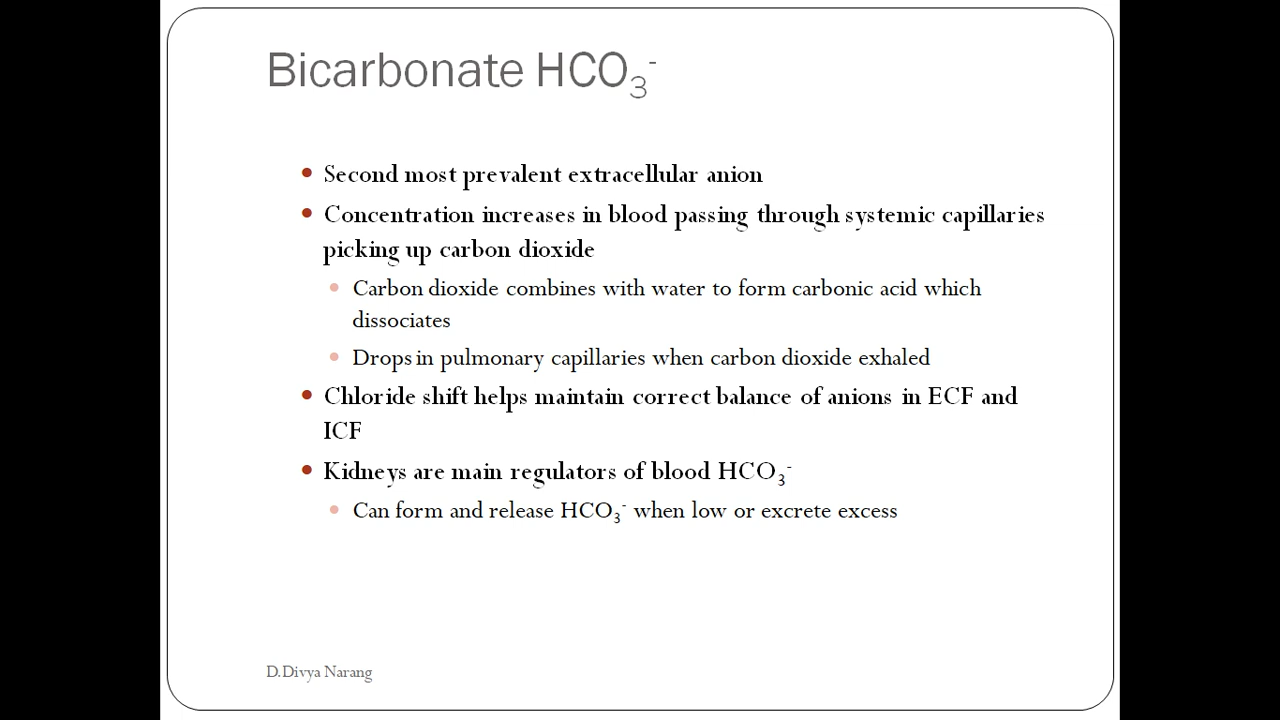 Bicarbonate HCO₃⁻
• Second most prevalent extracellular anion
• Concentration increases in blood passing through systemic capillaries
picking up carbon dioxide
• Carbon dioxide combines with water to form carbonic acid which
dissociates
• Drops in pulmonary capillaries when carbon dioxide exhaled
• Chloride shift helps maintain correct balance of anions in ECF and
ICF
• Kidneys are main regulators of blood HCO₃⁻
• Can form and release HCO₃⁻ when low or excrete excess
D.Divya Narang